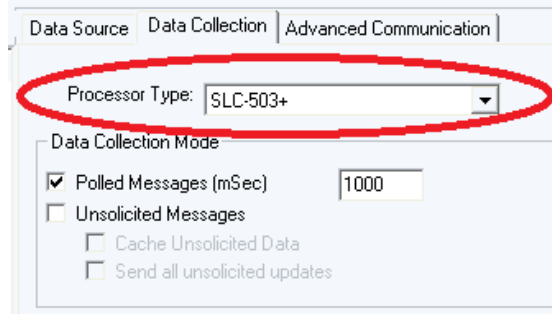 Data Source Data Collection Advanced Communication
Processor Type: SLC-503+
Data Collection Mode
Polled Messages (mSec) 1000
Unsolicited Messages
Cache Unsolicited Data
Send all unsolicited updates